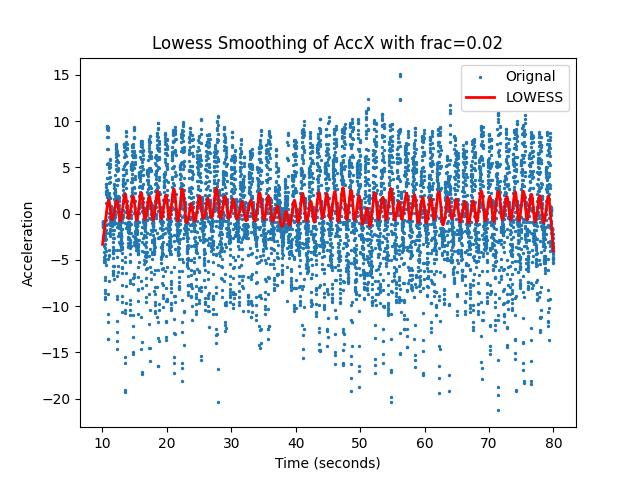 Lowess Smoothing of AccX with frac=0.02
Orignal
LOWESS
Acceleration
15
10
5
0
−5
−10
−15
−20
10 20 30 40 50 60 70 80
Time (seconds)